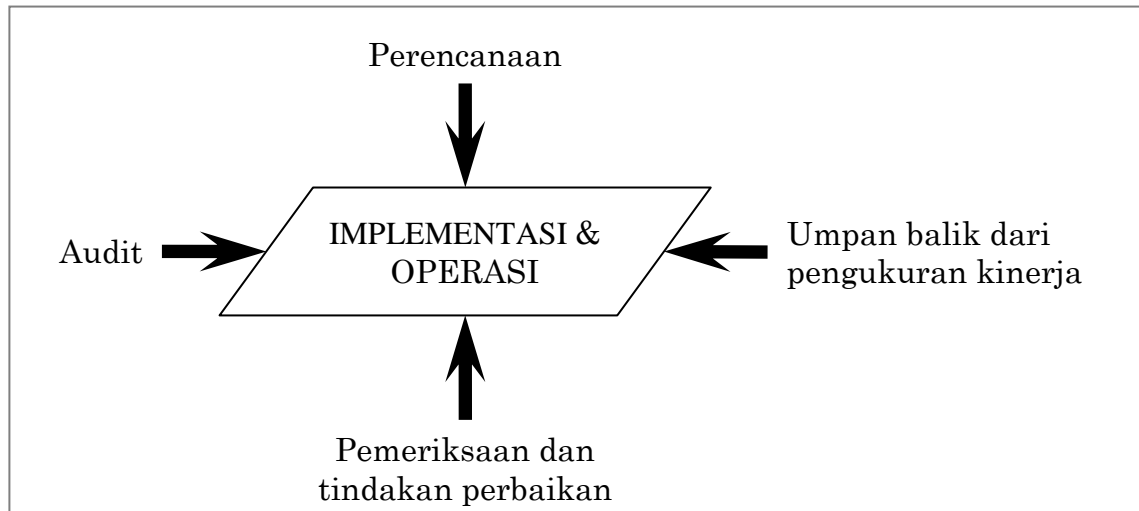 Perencanaan
Audit
IMPLEMENTASI &
OPERASI
Umpan balik dari
pengukuran kinerja
Pemeriksaan dan
tindakan perbaikan